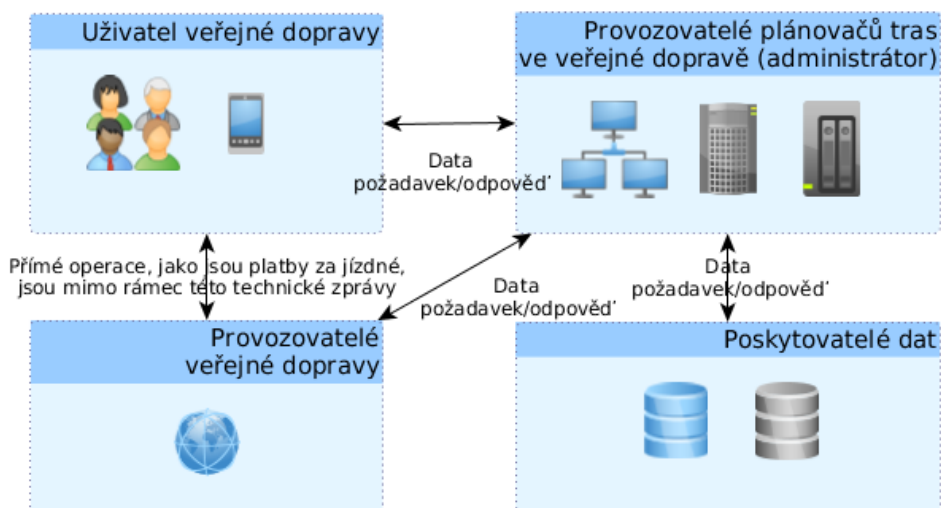 Uživatel veřejné dopravy
Provozovatelé plánovačů tras
ve veřejné dopravě (administrátor)
Data
požadavek/odpověď
Přímé operace, jako jsou platby za jízdné,
jsou mimo rámec této technické zprávy
Data
požadavek/odpověď
Data
požadavek/odpověď
Provozovatelé
veřejné dopravy
Poskytovatelé dat